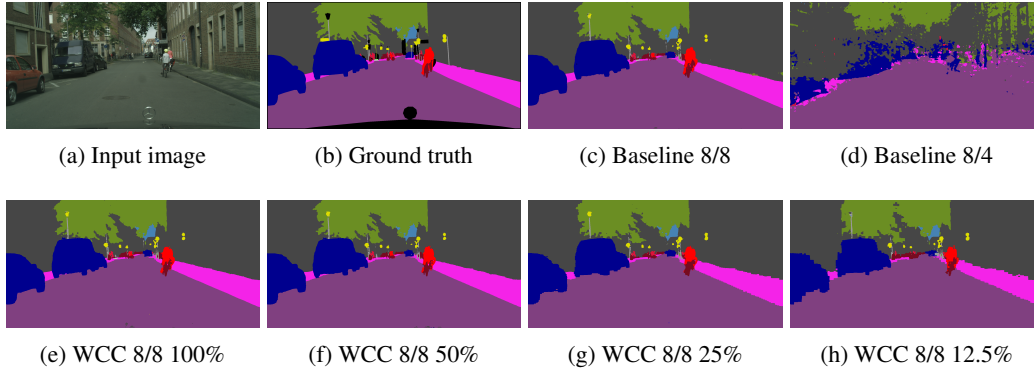 (a) Input image
(b) Ground truth
(c) Baseline 8/8
(d) Baseline 8/4
(e) WCC 8/8 100%
(f) WCC 8/8 50%
(g) WCC 8/8 25%
(h) WCC 8/8 12.5%